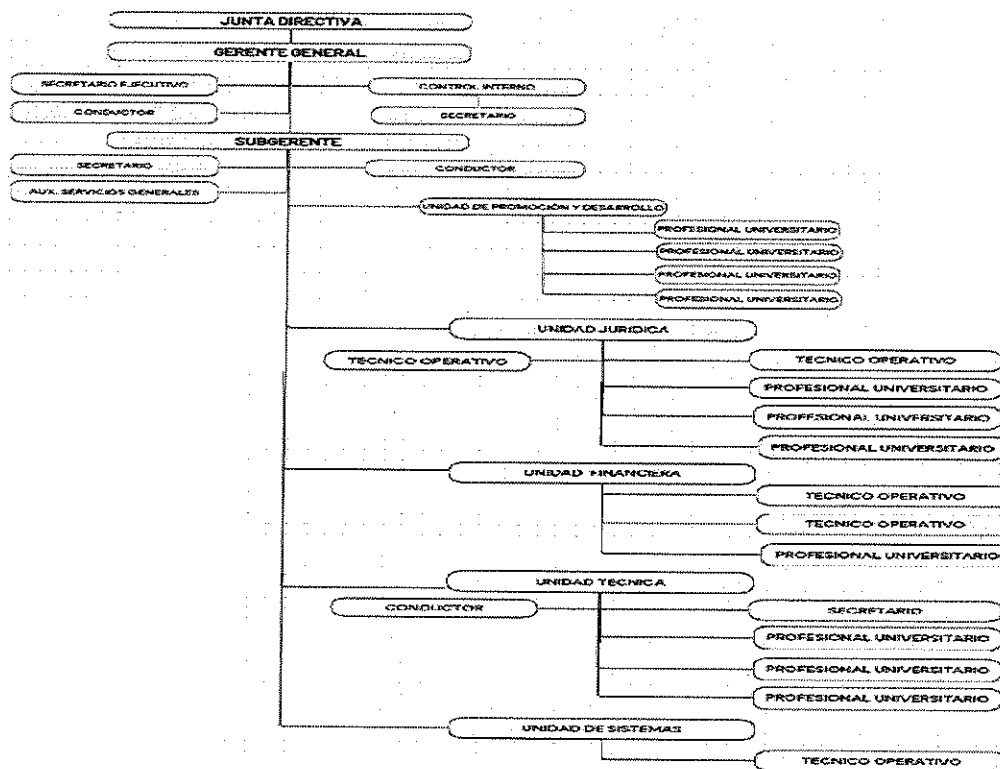 JUNTA DIRECTIVA
GERENTE GENERAL
SECRETARIO EJECUTIVO
CONTROL INTERNO
CONDUCTOR
SECRETARIO
SUBGERENTE
SECRETARIO
CONDUCTOR
AUX. SERVICIOS GENERALES
UNIDAD DE PROMOCIÓN Y DESARROLLO
PROFESIONAL UNIVERSITARIO
PROFESIONAL UNIVERSITARIO
PROFESIONAL UNIVERSITARIO
PROFESIONAL UNIVERSITARIO
UNIDAD JURIDICA
TECNICO OPERATIVO
TECNICO OPERATIVO
PROFESIONAL UNIVERSITARIO
PROFESIONAL UNIVERSITARIO
PROFESIONAL UNIVERSITARIO
UNIDAD FINANCIERA
TECNICO OPERATIVO
TECNICO OPERATIVO
PROFESIONAL UNIVERSITARIO
UNIDAD TECNICA
CONDUCTOR
SECRETARIO
PROFESIONAL UNIVERSITARIO
PROFESIONAL UNIVERSITARIO
PROFESIONAL UNIVERSITARIO
UNIDAD DE SISTEMAS
TECNICO OPERATIVO